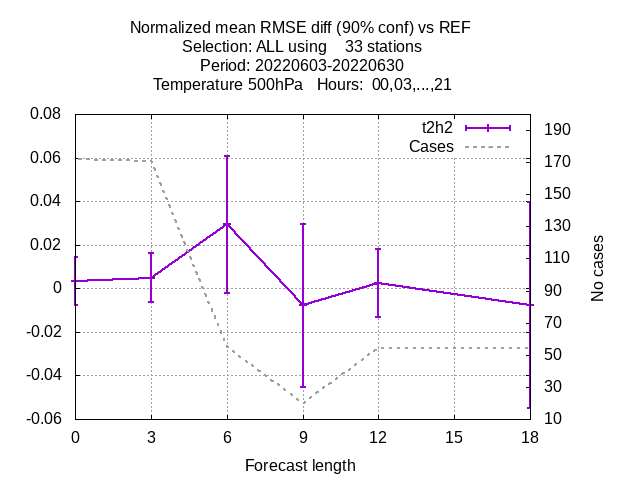 Normalized mean RMSE diff (90% conf) vs REF
Selection: ALL using    33 stations
Period: 20220603-20220630
Temperature 500hPa   Hours:  00,03,...,21
t2h2
Cases
0.08
0.06
0.04
0.02
0
-0.02
-0.04
-0.06
190
170
150
130
110
90
70
50
30
10
No cases
0 3 6 9 12 15 18
Forecast length